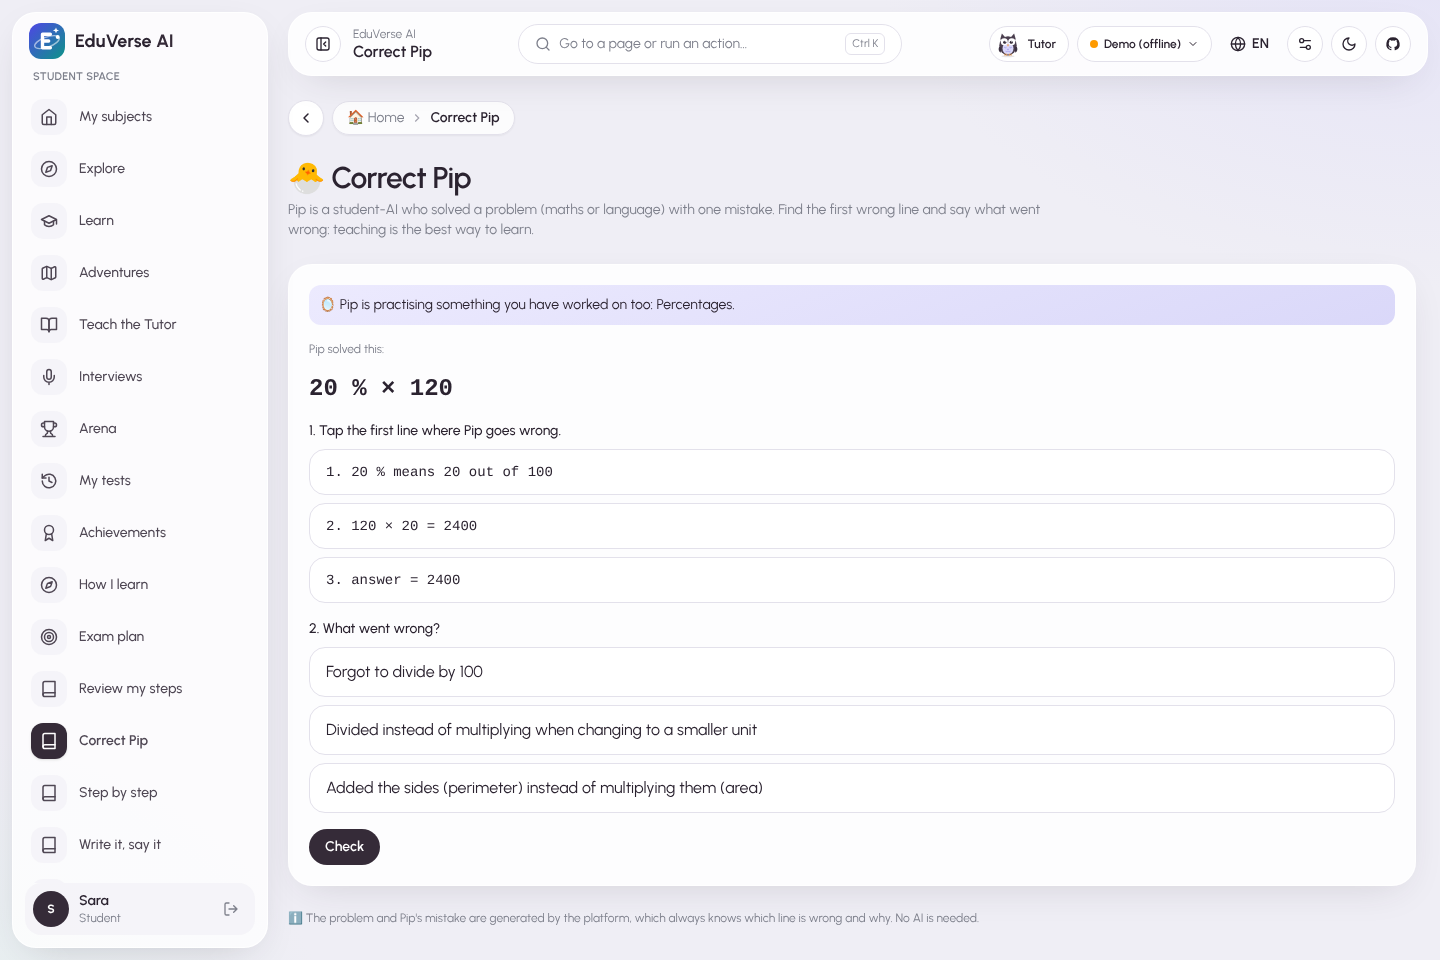 EduVerse AI
STUDENT SPACE
My subjects
Explore
Learn
Adventures
Teach the Tutor
Interviews
Arena
My tests
Achievements
How I learn
Exam plan
Review my steps
Correct Pip
Step by step
Write it, say it
S
Sara
Student
EduVerse AI
Correct Pip
Go to a page or run an action...
Ctrl K
Tutor
Demo (offline)
EN
Home
Correct Pip
Correct Pip
Pip is a student-AI who solved a problem (maths or language) with one mistake. Find the first wrong line and say what went
wrong: teaching is the best way to learn.
Pip is practising something you have worked on too: Percentages.
Pip solved this:
20 % × 120
1. Tap the first line where Pip goes wrong.
1. 20 % means 20 out of 100
2. 120 × 20 = 2400
3. answer = 2400
2. What went wrong?
Forgot to divide by 100
Divided instead of multiplying when changing to a smaller unit
Added the sides (perimeter) instead of multiplying them (area)
Check
The problem and Pip's mistake are generated by the platform, which always knows which line is wrong and why. No AI is needed.